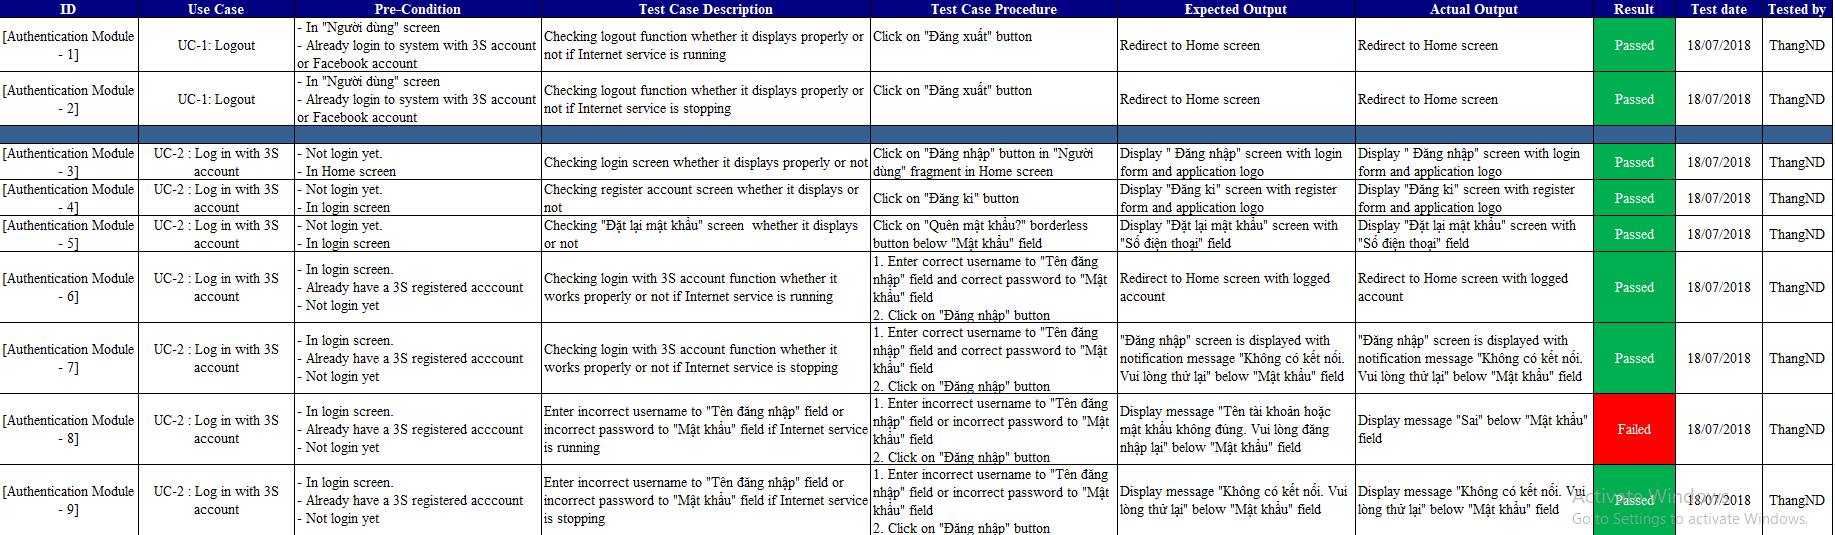 ID Use Case Pre-Condition Test Case Description Test Case Procedure Expected Output Actual Output Result Test date Tested by
[Authentication Module
- 1]
UC-1: Logout
- In "Người dùng" screen
- Already login to system with 3S account
or Facebook account
Checking logout function whether it displays properly or
not if Internet service is running
Click on "Đăng xuất" button
Redirect to Home screen
Redirect to Home screen
Passed
18/07/2018
ThangND
[Authentication Module
- 2]
UC-1: Logout
- In "Người dùng" screen
- Already login to system with 3S account
or Facebook account
Checking logout function whether it displays properly or
not if Internet service is stopping
Click on "Đăng xuất" button
Redirect to Home screen
Redirect to Home screen
Passed
18/07/2018
ThangND
[Authentication Module
- 3]
UC-2 : Log in with 3S
account
- Not login yet.
- In Home screen
Checking login screen whether it displays properly or not
Click on "Đăng nhập" button in "Người
dùng" fragment in Home screen
Display " Đăng nhập" screen with login
form and application logo
Display " Đăng nhập" screen with login
form and application logo
Passed
18/07/2018
ThangND
[Authentication Module
- 4]
UC-2 : Log in with 3S
account
- Not login yet.
- In login screen
Checking register account screen whether it displays or
not
Click on "Đăng kí" button
Display "Đăng kí" screen with register
form and application logo
Display "Đăng kí" screen with register
form and application logo
Passed
18/07/2018
ThangND
[Authentication Module
- 5]
UC-2 : Log in with 3S
account
- Not login yet.
- In login screen
Checking "Đặt lại mật khẩu" screen  whether it displays
or not
Click on "Quên mật khẩu?" borderless
button below "Mật khẩu" field
Display "Đặt lại mật khẩu" screen with
"Số điện thoại" field
Display "Đặt lại mật khẩu" screen with
"Số điện thoại" field
Passed
18/07/2018
ThangND
[Authentication Module
- 6]
UC-2 : Log in with 3S
account
- In login screen.
- Already have a 3S registered acccount
- Not login yet
Checking login with 3S account function whether it
works properly or not if Internet service is running
1. Enter correct username to "Tên đăng
nhập" field and correct password to "Mật
khẩu" field
2. Click on "Đăng nhập" button
Redirect to Home screen with logged
account
Redirect to Home screen with logged
account
Passed
18/07/2018
ThangND
[Authentication Module
- 7]
UC-2 : Log in with 3S
account
- In login screen.
- Already have a 3S registered acccount
- Not login yet
Checking login with 3S account function whether it
works properly or not if Internet service is stopping
1. Enter correct username to "Tên đăng
nhập" field and correct password to "Mật
khẩu" field
2. Click on "Đăng nhập" button
"Đăng nhập" screen is displayed with
notification message "Không có kết nối.
Vui lòng thử lại" below "Mật khẩu" field
"Đăng nhập" screen is displayed with
notification message "Không có kết nối.
Vui lòng thử lại" below "Mật khẩu" field
Passed
18/07/2018
ThangND
[Authentication Module
- 8]
UC-2 : Log in with 3S
account
- In login screen.
- Already have a 3S registered acccount
- Not login yet
Enter incorrect username to "Tên đăng nhập" field or
incorrect password to "Mật khẩu" field if Internet service
is running
1. Enter incorrect username to "Tên đăng
nhập" field or incorrect password to "Mật
khẩu" field
2. Click on "Đăng nhập" button
Display message "Tên tài khoản hoặc
mật khẩu không đúng. Vui lòng đăng
nhập lại" below "Mật khẩu" field
Display message "Sai" below "Mật khẩu"
field
Failed
18/07/2018
ThangND
[Authentication Module
- 9]
UC-2 : Log in with 3S
account
- In login screen.
- Already have a 3S registered acccount
- Not login yet
Enter incorrect username to "Tên đăng nhập" field or
incorrect password to "Mật khẩu" field if Internet service
is stopping
1. Enter incorrect username to "Tên đăng
nhập" field or incorrect password to "Mật
khẩu" field
2. Click on "Đăng nhập" button
Display message "Không có kết nối. Vui
lòng thử lại" below "Mật khẩu" field
Display message "Không có kết nối. Vui
lòng thử lại" below "Mật khẩu" field
Passed
18/07/2018
ThangND
Activate Windows
Go to Settings to activate Windows.